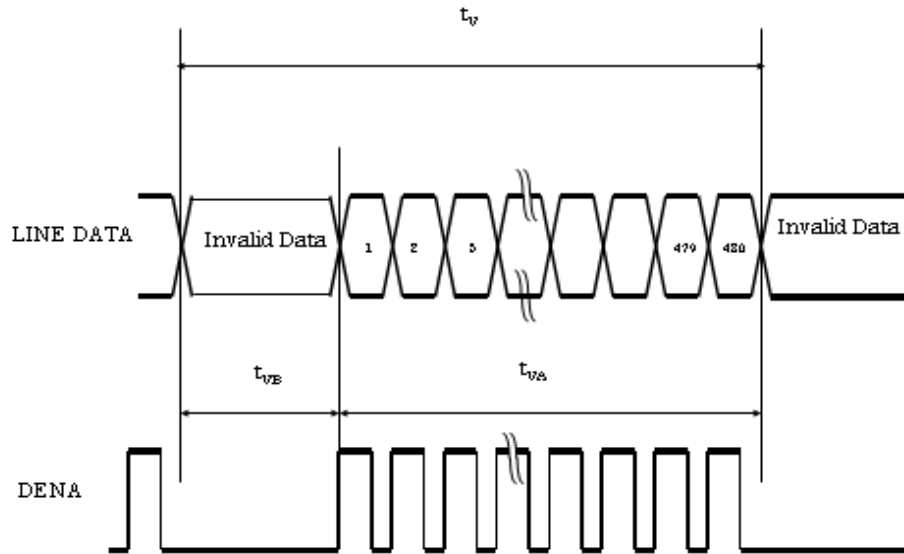 tV
LINE DATA
Invalid Data
1 2 3 479 480
Invalid Data
tVB
tVA
DENA